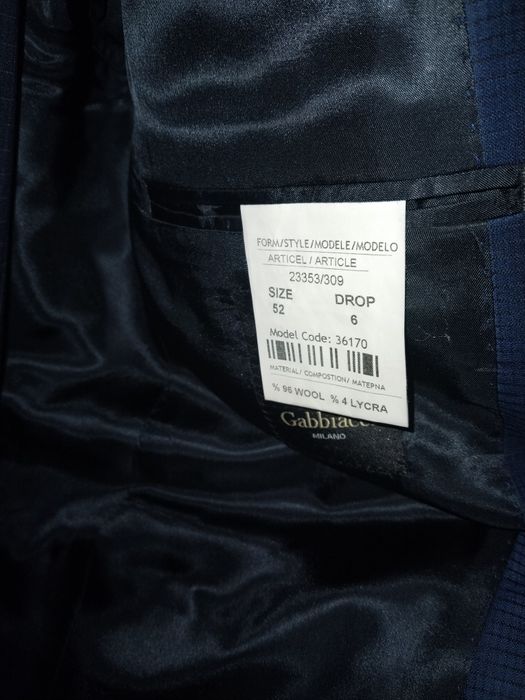 FORM/STYLE/MODELE/MODELO
ARTICEL / ARTICLE
23353/309
SIZE DROP
52 6
Model Code: 36170
MATERIAL/ COMPOSTION/ MATEPNA
% 96 WOOL % 4 LYCRA
MILANO